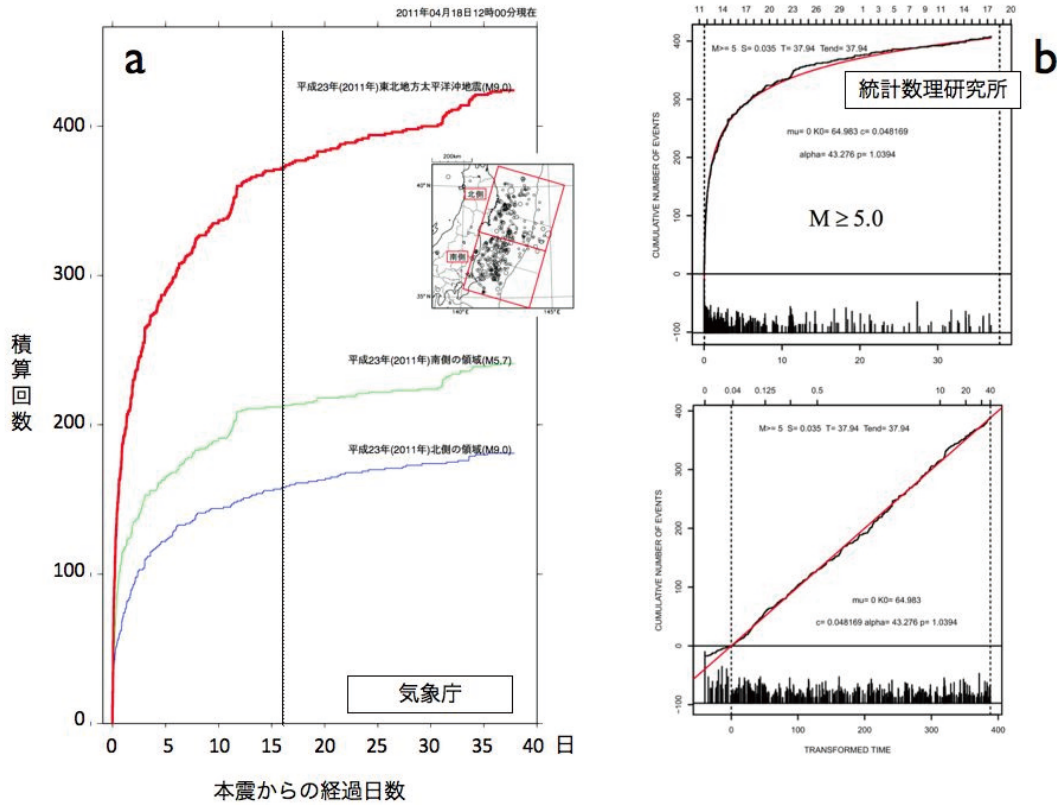 2011年04月18日12時00分現在
a
平成23年(2011年)東北地方太平洋沖地震(M9.0)
400
300
200
100
0
200km
40°N
35°N
140°E
145°E
北側
南側
平成23年(2011年)南側の領域(M5.7)
平成23年(2011年)北側の領域(M9.0)
積算回数
気象庁
0 5 10 15 20 25 30 35 40 日
本震からの経過日数
b
11 13 15 17 19 21 23 25 27 29 1 3 5 7 9 11 14 17 20
M>= 5 S= 0.035 T= 37.94 Tend= 37.94
統計数理研究所
mu= 0 K0= 64.983 c= 0.048169
alpha= 43.276 p= 1.0394
M ≥ 5.0
CUMULATIVE NUMBER OF EVENTS
400
300
200
100
0
-100
0 10 20 30
0 0.04 0.125 0.5 10 20 40
M>= 5 S= 0.035 T= 37.94 Tend= 37.94
CUMULATIVE NUMBER OF EVENTS
400
300
200
100
0
-100
mu= 0 K0= 64.983
c= 0.048169 alpha= 43.276 p= 1.0394
0 100 200 300 400
TRANSFORMED TIME